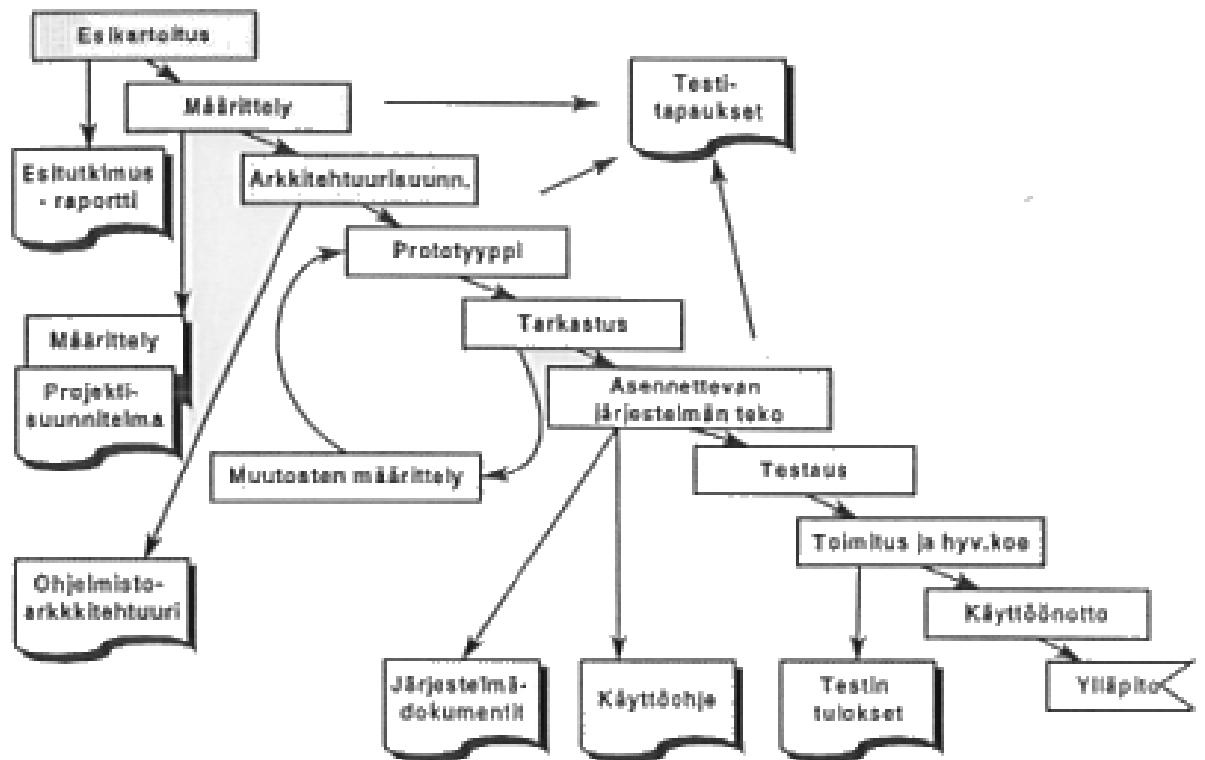 Esikartoitus
Määrittely
Testi-
tapaukset
Esitutkimus
- raportti
Arkkitehtuurisuunn.
Prototyyppi
Tarkastus
Määrittely
Projekti-
suunnitelma
Asennettevan
järjestelmän teko
Muutosten määrittely
Testaus
Toimitus ja hyv.koe
Ohjelmisto-
arkkkitehtuuri
Käyttöönotto
Järjestelmä-
dokumentit
Käyttöohje
Testin
tulokset
Ylläpito